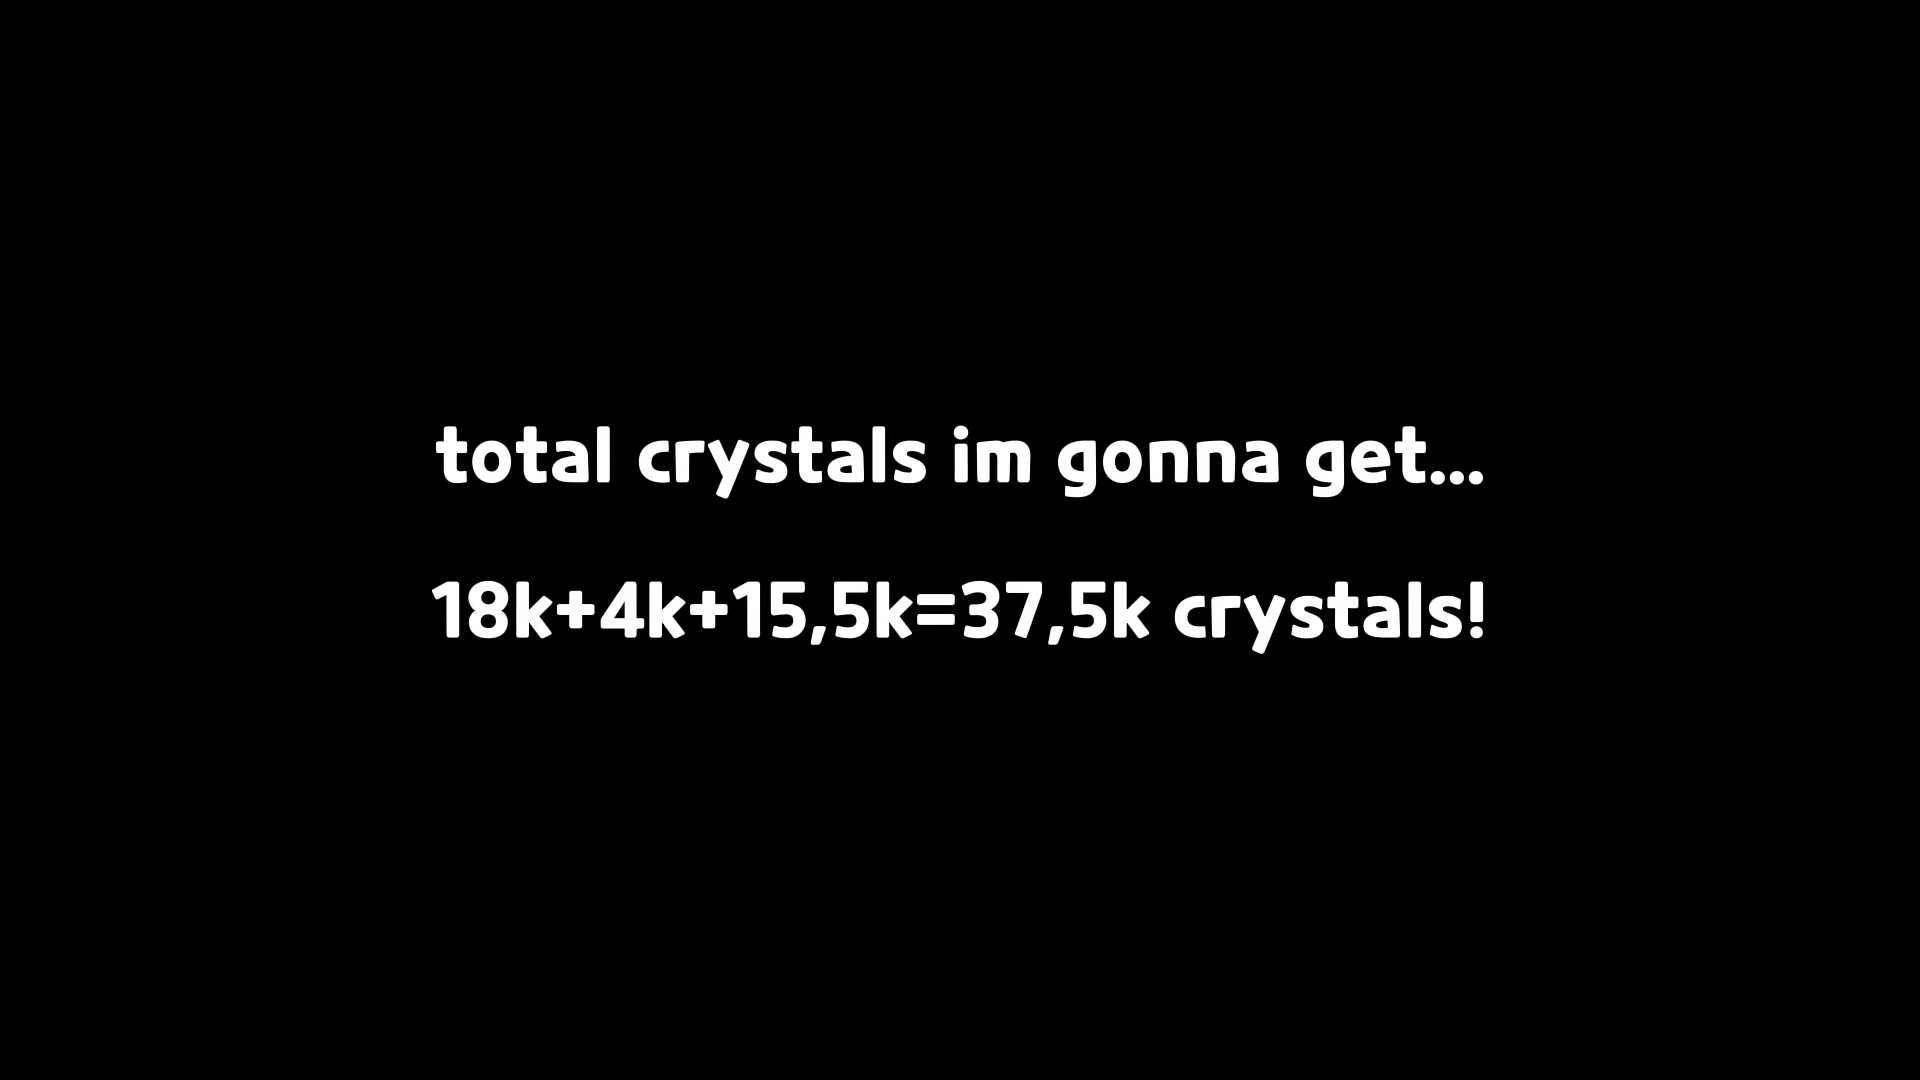 total crystals im gonna get...
18k+4k+15,5k=37,5k crystals!